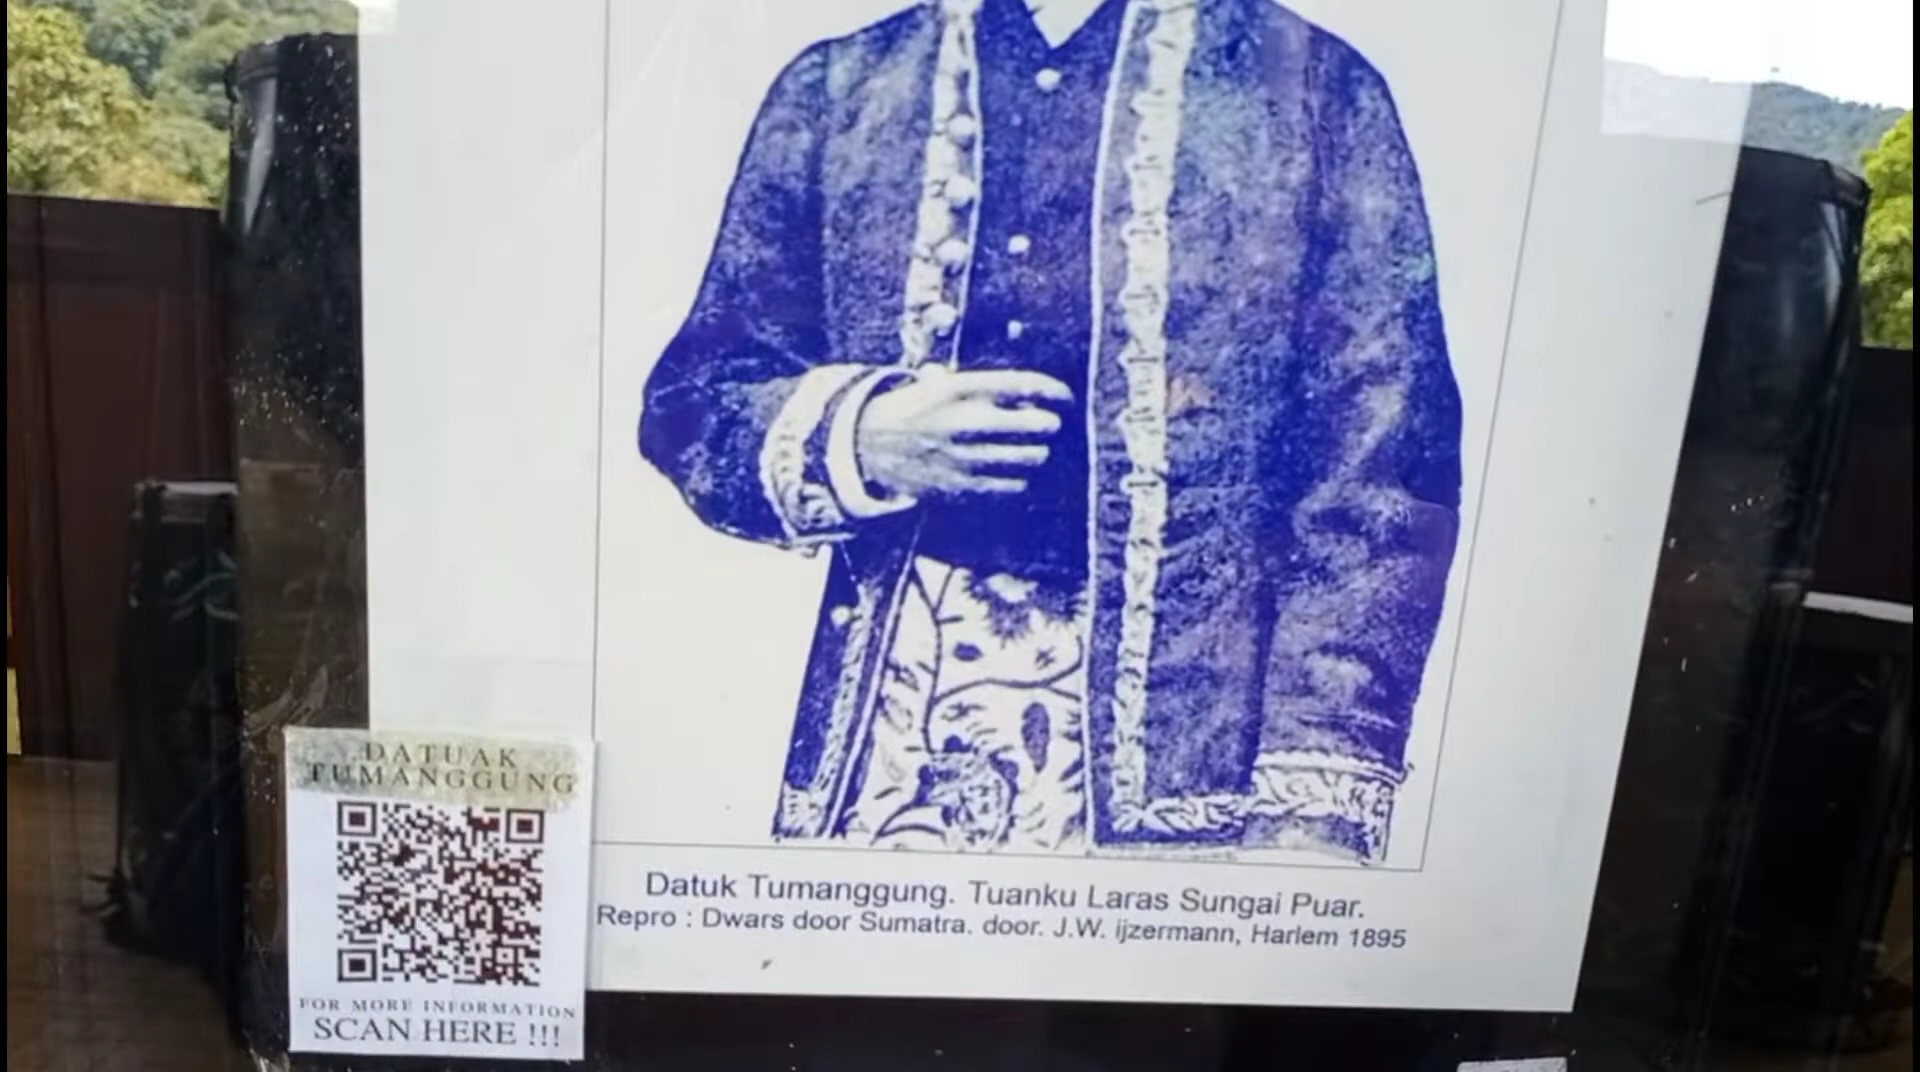 Datuk Tumanggung. Tuanku Laras Sungai Puar.
Repro : Dwars door Sumatra. door. J.W. ijzermann, Harlem 1895
DATUAK
TUMANGGUNG
FOR MORE INFORMATION
SCAN HERE !!!